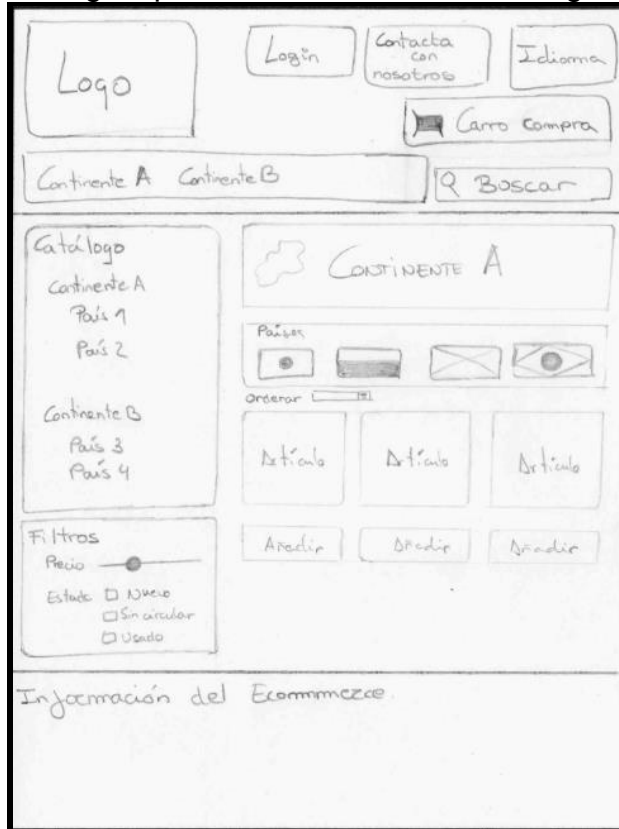 Logo
Login
Contacta
con
nosotros
Idioma
Carro compra
Continente A Continente B
Buscar
Catálogo
Continente A
País 1
País 2
Continente B
País 3
País 4
CONTINENTE A
Países
Ordenar
Artículo Artículo Artículo
Añadir Añadir Añadir
Filtros
Precio
Estado Nuevo
Sin circular
Usado
Información del Ecommmerce